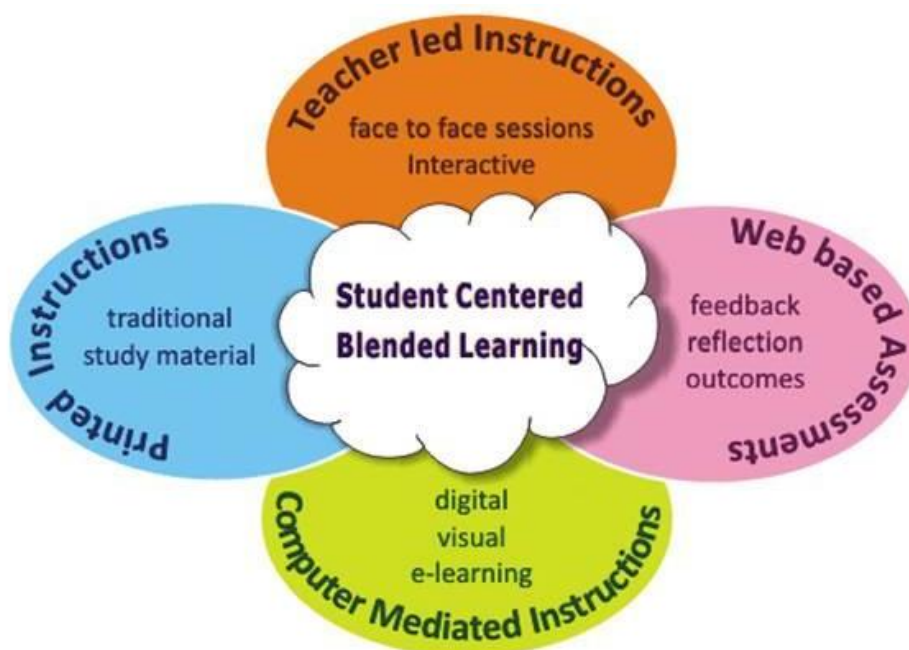 Teacher led Instructions
face to face sessions
Interactive
Printed Instructions
traditional
study material
Student Centered
Blended Learning
Web based Assessments
feedback
reflection
outcomes
digital
visual
e-learning
Computer Mediated Instructions